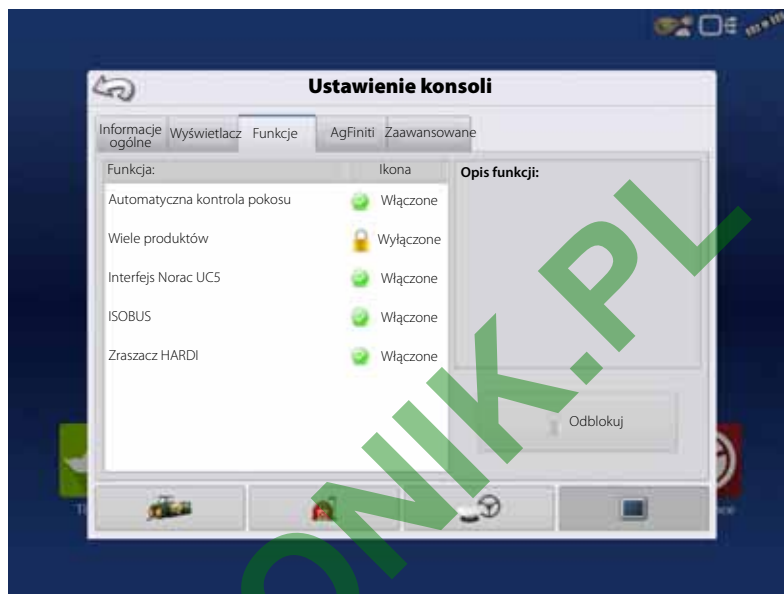 Ustawienie konsoli
Informacje ogólne
Wyświetlacz
Funkcje
AgFiniti
Zaawansowane
Funkcja: Ikona
Opis funkcji:
Automatyczna kontrola pokosu Włączone
Wiele produktów Wyłączone
Interfejs Norac UC5 Włączone
ISOBUS Włączone
Zraszacz HARDI Włączone
Odblokuj
ONIK.PL